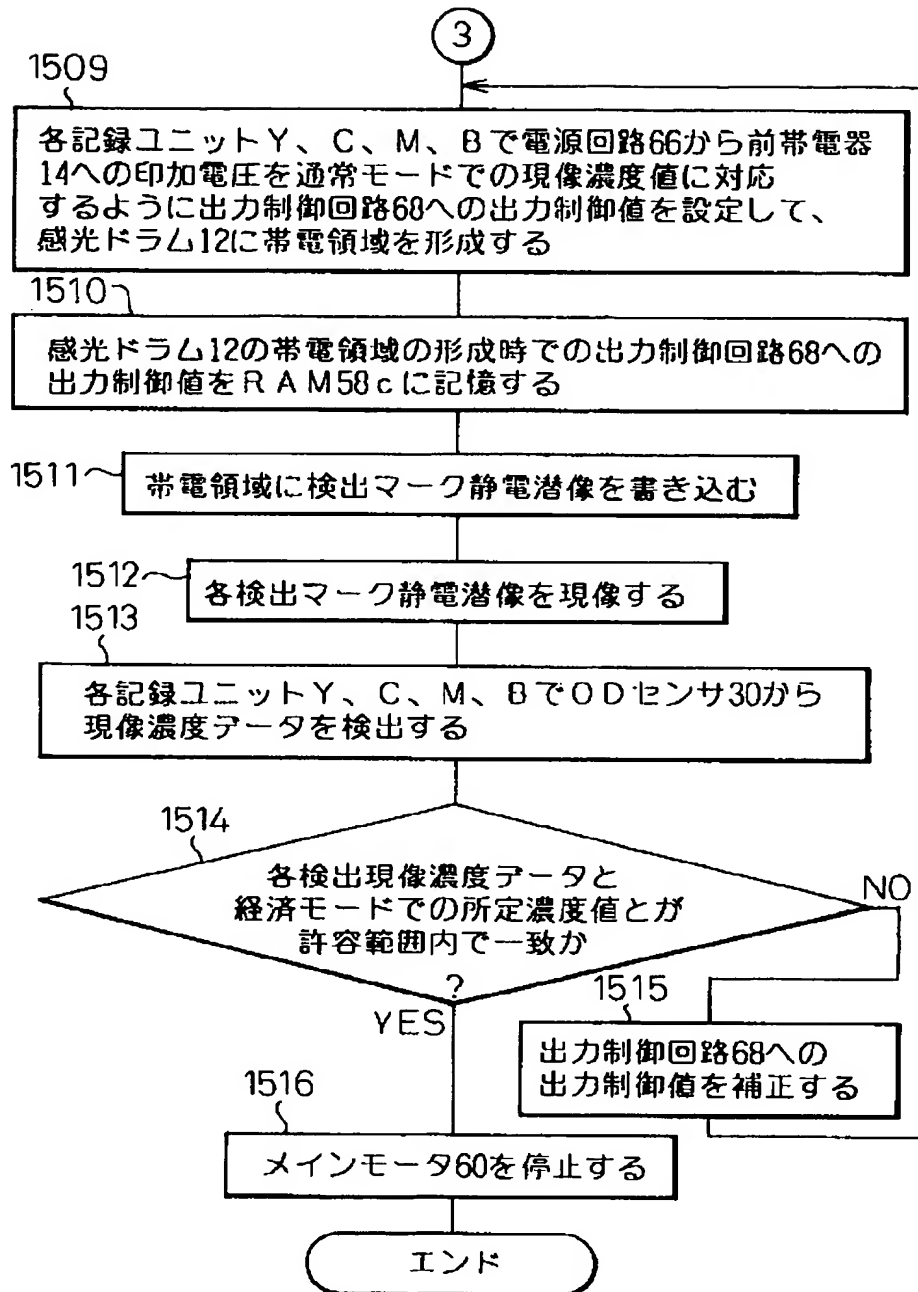 3
1509
各記録ユニットY、C、M、Bで電源回路66から前帯電器
14への印加電圧を通常モードでの現像濃度値に対応
するように出力制御回路68への出力制御値を設定して、
感光ドラム12に帯電領域を形成する
1510
感光ドラム12の帯電領域の形成時での出力制御回路68への
出力制御値をRAM58cに記憶する
1511
帯電領域に検出マーク静電潜像を書き込む
1512
各検出マーク静電潜像を現像する
1513
各記録ユニットY、C、M、BでODセンサ30から
現像濃度データを検出する
1514
各検出現像濃度データと
経済モードでの所定濃度値とが
許容範囲内で一致か
?
NO
YES
1515
出力制御回路68への
出力制御値を補正する
1516
メインモータ60を停止する
エンド